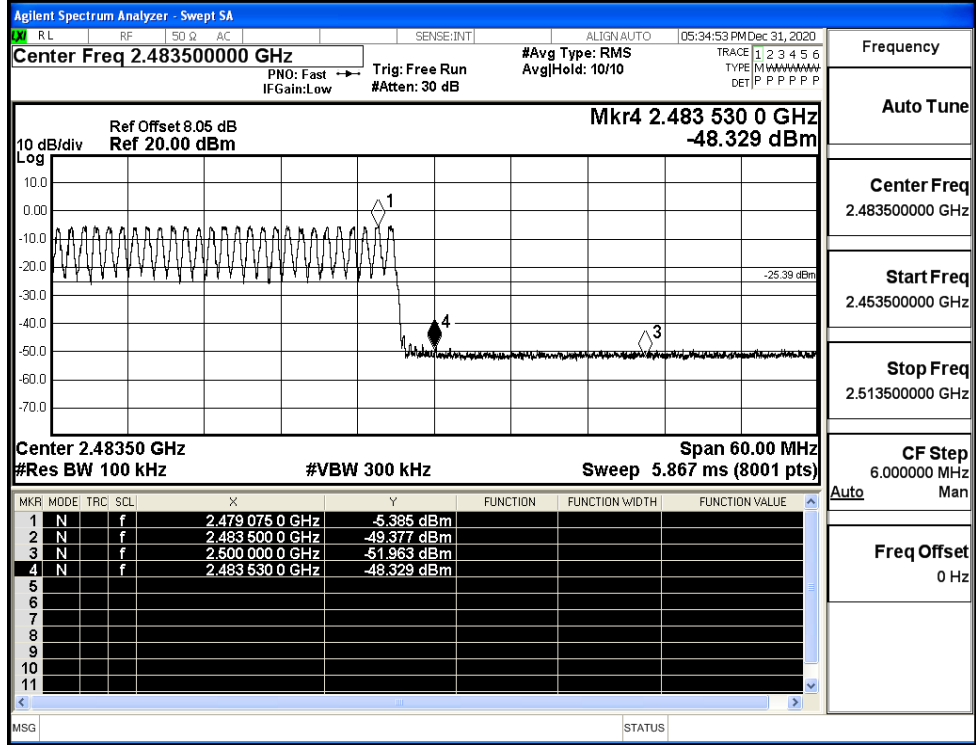 Agilent Spectrum Analyzer - Swept SA
LXI RL RF 50 Ω AC SENSE:INT ALIGN AUTO 05:34:53 PM Dec 31, 2020
Center Freq 2.483500000 GHz
PNO: Fast
IFGain:Low
Trig: Free Run
#Atten: 30 dB
#Avg Type: RMS
Avg|Hold: 10/10
TRACE 1 2 3 4 5 6
TYPE M W W W W W
DET P P P P P P
Ref Offset 8.05 dB
10 dB/div Ref 20.00 dBm
Log
Mkr4 2.483 530 0 GHz
-48.329 dBm
10.0
0.00
-10.0
-20.0
-30.0
-40.0
-50.0
-60.0
-70.0
1
4
3
-25.39 dBm
Center 2.48350 GHz Span 60.00 MHz
#Res BW 100 kHz #VBW 300 kHz Sweep 5.867 ms (8001 pts)
MKR MODE TRC SCL X Y FUNCTION FUNCTION WIDTH FUNCTION VALUE
1 N f 2.479 075 0 GHz -5.385 dBm
2 N f 2.483 500 0 GHz -49.377 dBm
3 N f 2.500 000 0 GHz -51.963 dBm
4 N f 2.483 530 0 GHz -48.329 dBm
5
6
7
8
9
10
11
MSG STATUS
Frequency
Auto Tune
Center Freq
2.483500000 GHz
Start Freq
2.453500000 GHz
Stop Freq
2.513500000 GHz
CF Step
6.000000 MHz
Auto Man
Freq Offset
0 Hz